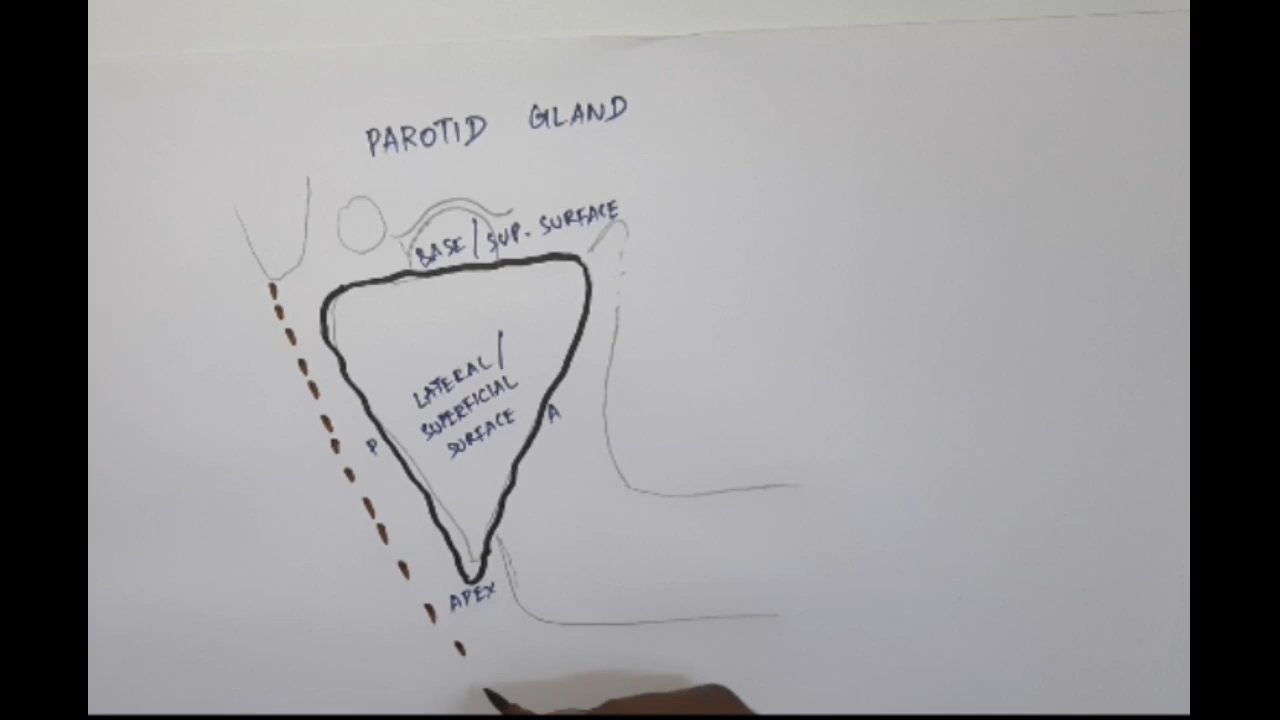 PAROTID GLAND
BASE/SUP. SURFACE
LATERAL/
SUPERFICIAL
SURFACE
P
A
APEX